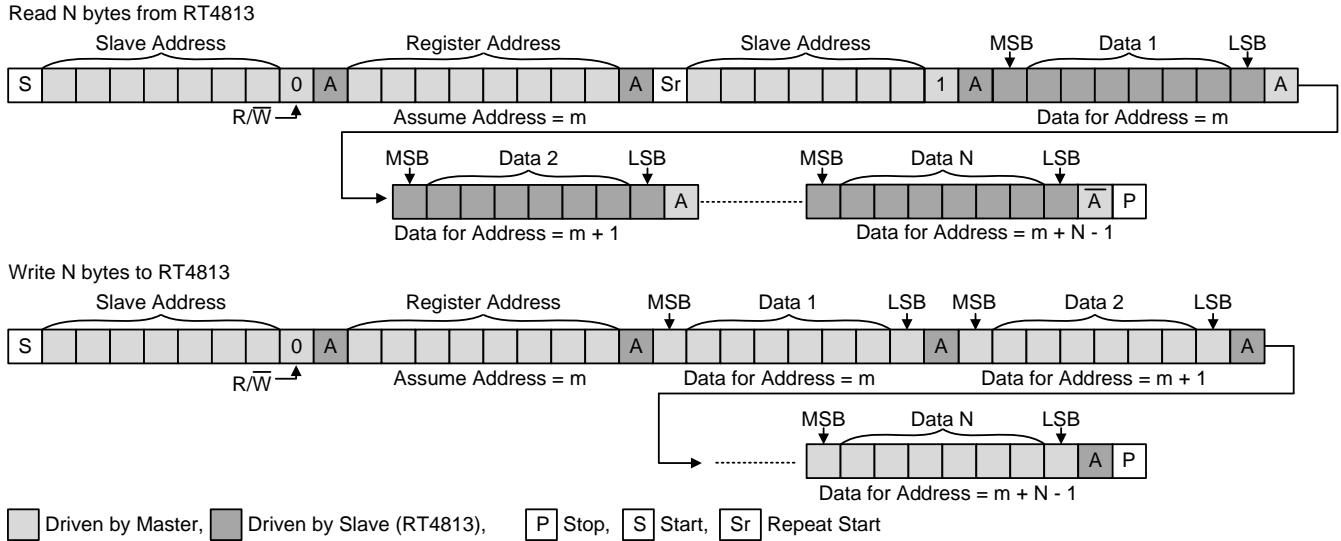 Read N bytes from RT4813
Slave Address Register Address Slave Address MSB Data 1 LSB
S 0 A A Sr 1 A A
R/W̅ Assume Address = m Data for Address = m
MSB Data 2 LSB MSB Data N LSB
A A̅ P
Data for Address = m + 1 Data for Address = m + N - 1
Write N bytes to RT4813
Slave Address Register Address MSB Data 1 LSB MSB Data 2 LSB
S 0 A A A A
R/W̅ Assume Address = m Data for Address = m Data for Address = m + 1
MSB Data N LSB
A P
Data for Address = m + N - 1
Driven by Master, Driven by Slave (RT4813), P Stop, S Start, Sr Repeat Start